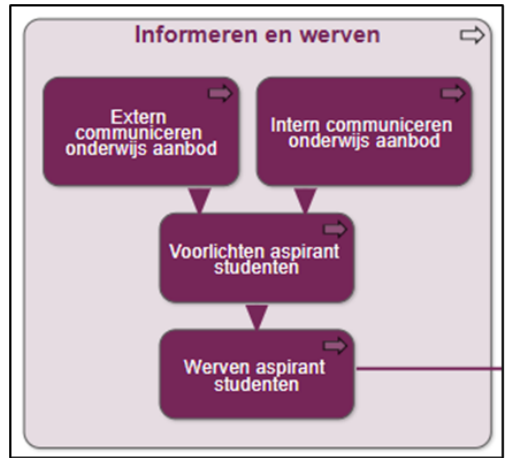 Informeren en werven
Extern
communiceren
onderwijs aanbod
Intern communiceren
onderwijs aanbod
Voorlichten aspirant
studenten
Werven aspirant
studenten